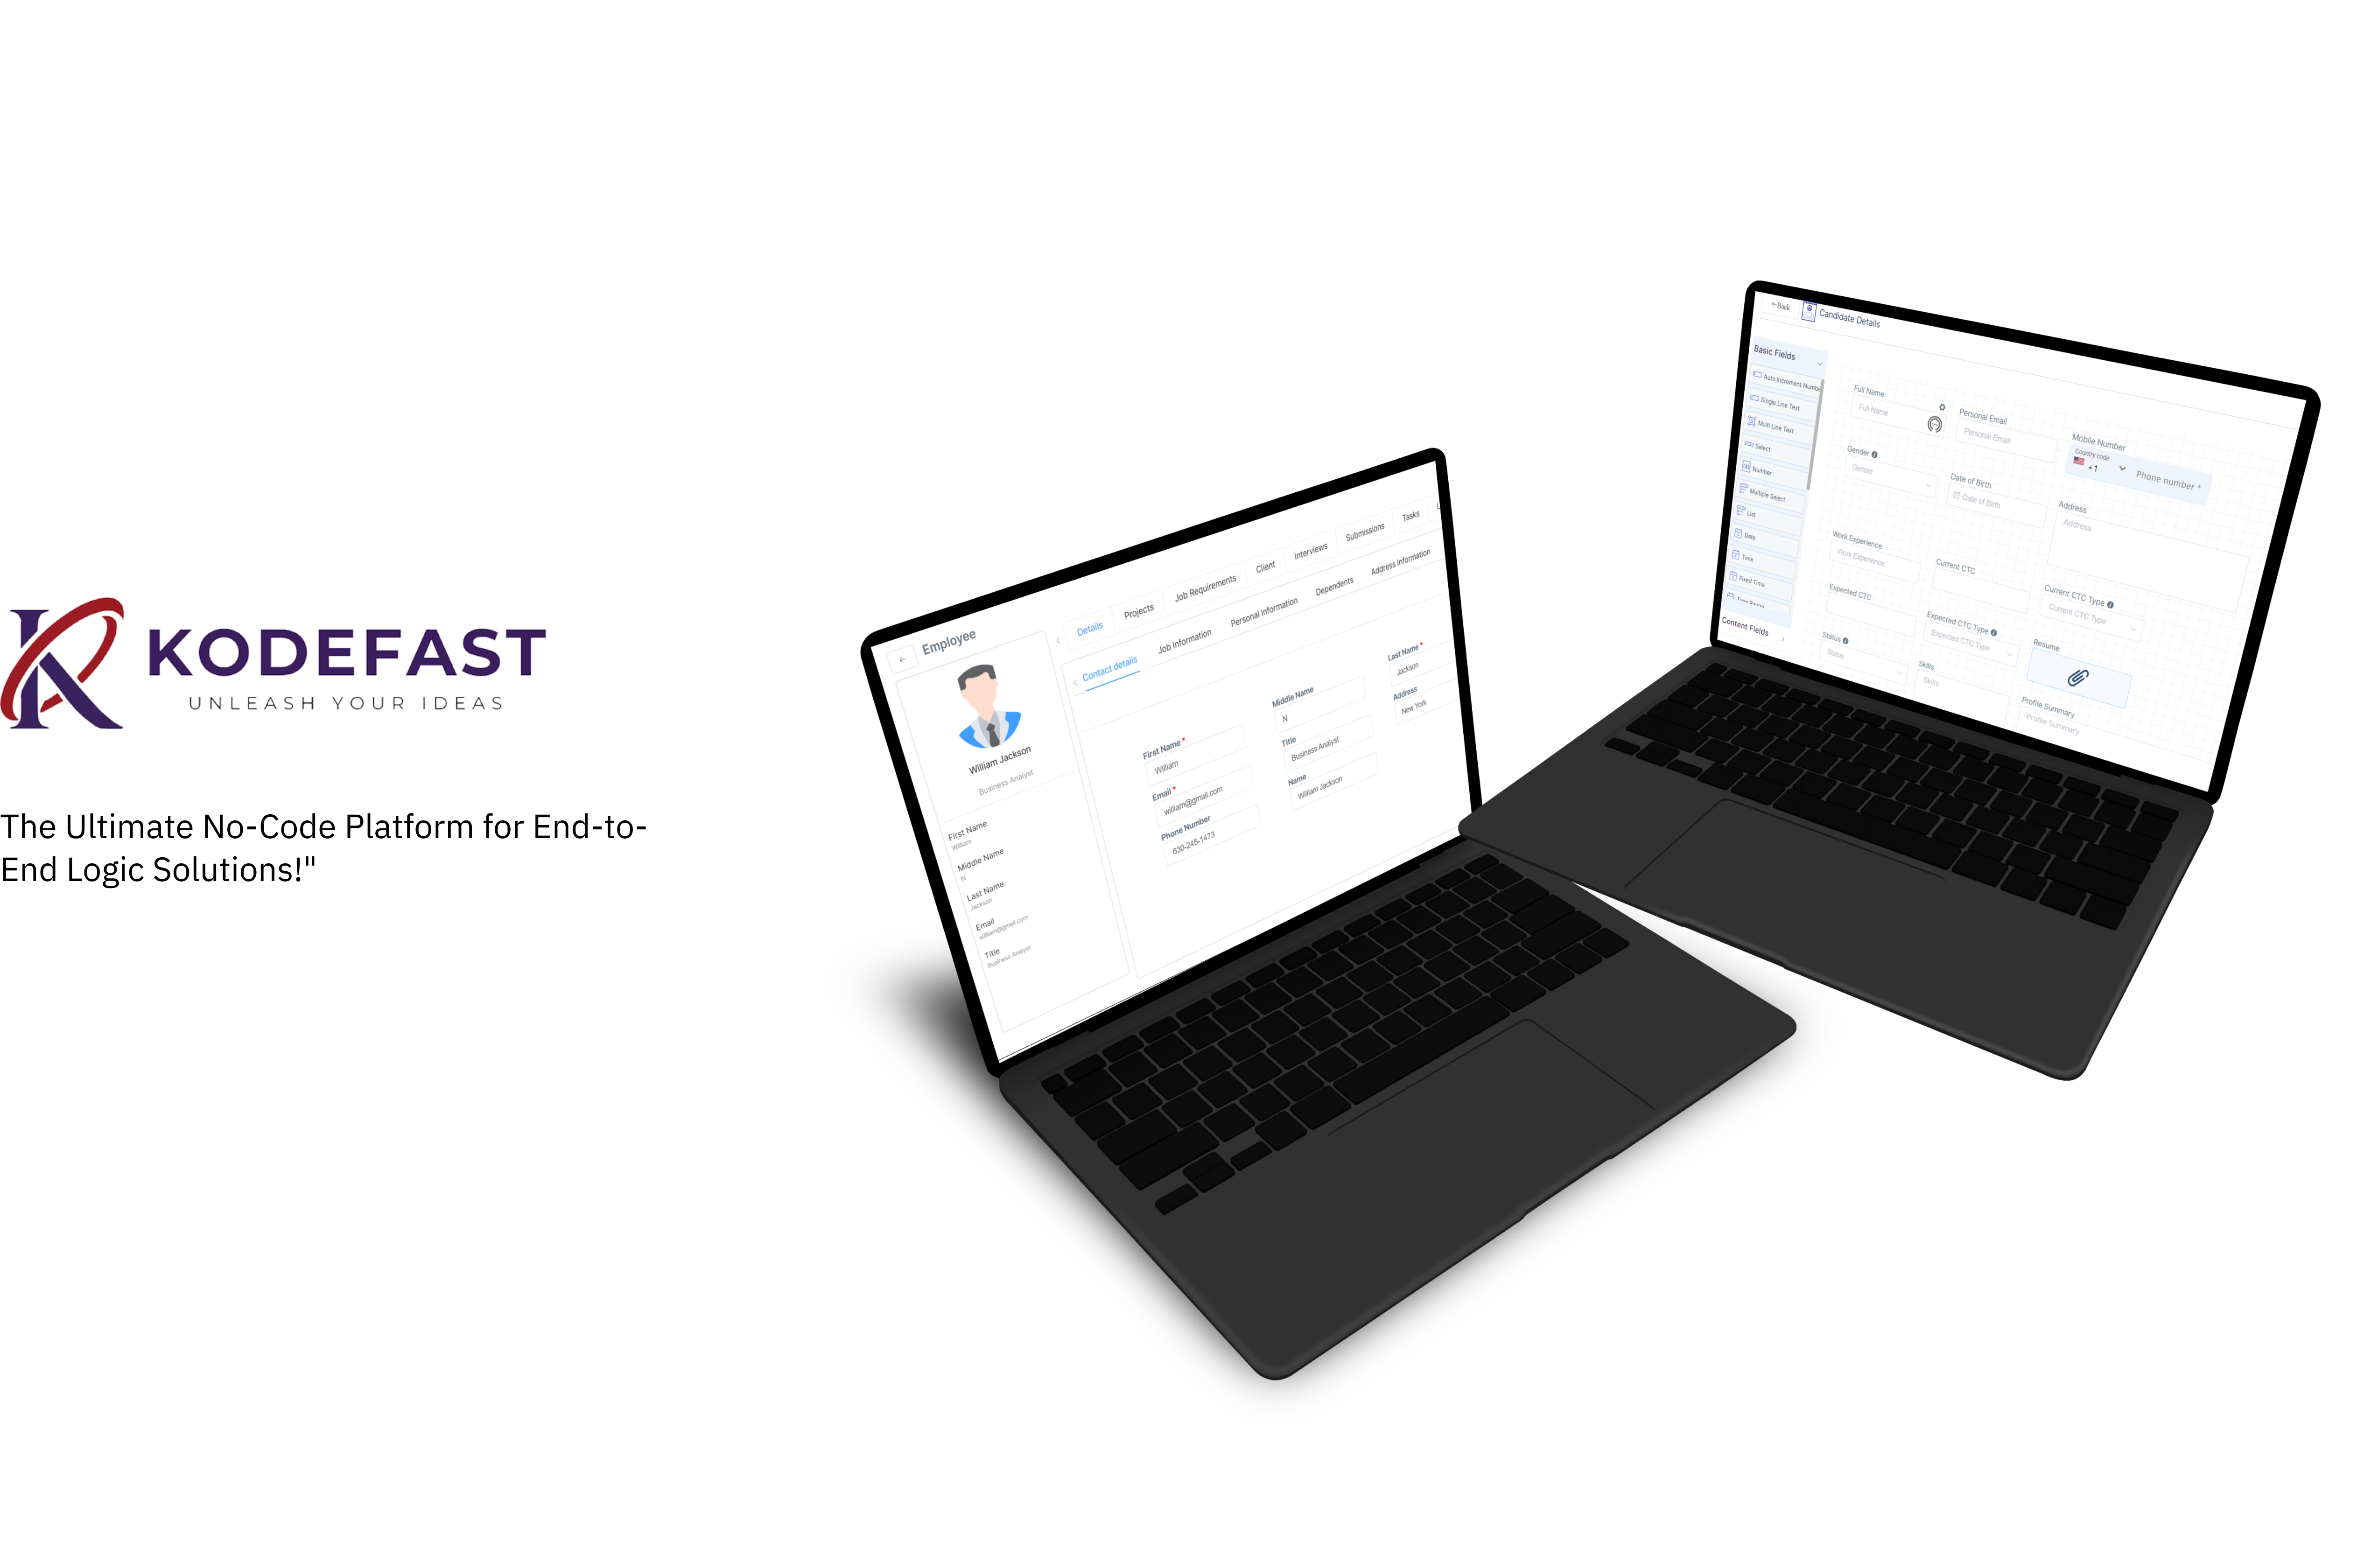 KODEFAST
UNLEASH YOUR IDEAS
The Ultimate No-Code Platform for End-to-
End Logic Solutions!"
Employee
William Jackson
Business Analyst
First Name
William
Middle Name
N
Last Name
Jackson
Email
william@gmail.com
Title
Business Analyst
Details
Projects
Job Requirements
Client
Interviews
Submissions
Tasks
Contact details
Job Information
Personal Information
Dependents
Address Information
First Name *
William
Middle Name
N
Last Name *
Jackson
Email *
william@gmail.com
Title
Business Analyst
Address
New York
Phone Number
630-245-1473
Name
William Jackson
Back
Candidate Details
Basic Fields
Auto Increment Numbe
Single Line Text
Multi Line Text
Select
Number
Multiple Select
List
Date
Time
Fixed Time
Content Fields
Full Name
Full Name
Personal Email
Personal Email
Mobile Number
Country code
+1
Phone number *
Gender
Gender
Date of Birth
Date of Birth
Address
Address
Work Experience
Work Experience
Current CTC
Current CTC Type
Current CTC Type
Expected CTC
Expected CTC Type
Expected CTC Type
Resume
Status
Status
Skills
Skills
Profile Summary
Profile Summary